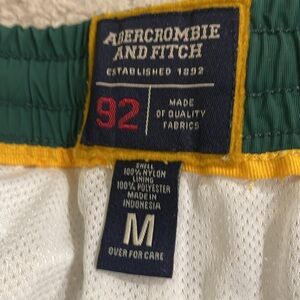 ABERCROMBIE
AND FITCH
ESTABLISHED 1892
92
MADE
OF QUALITY
FABRICS
SHELL
100% NYLON
LINING
100% POLYESTER
MADE IN
INDONESIA
M
OVER FOR CARE